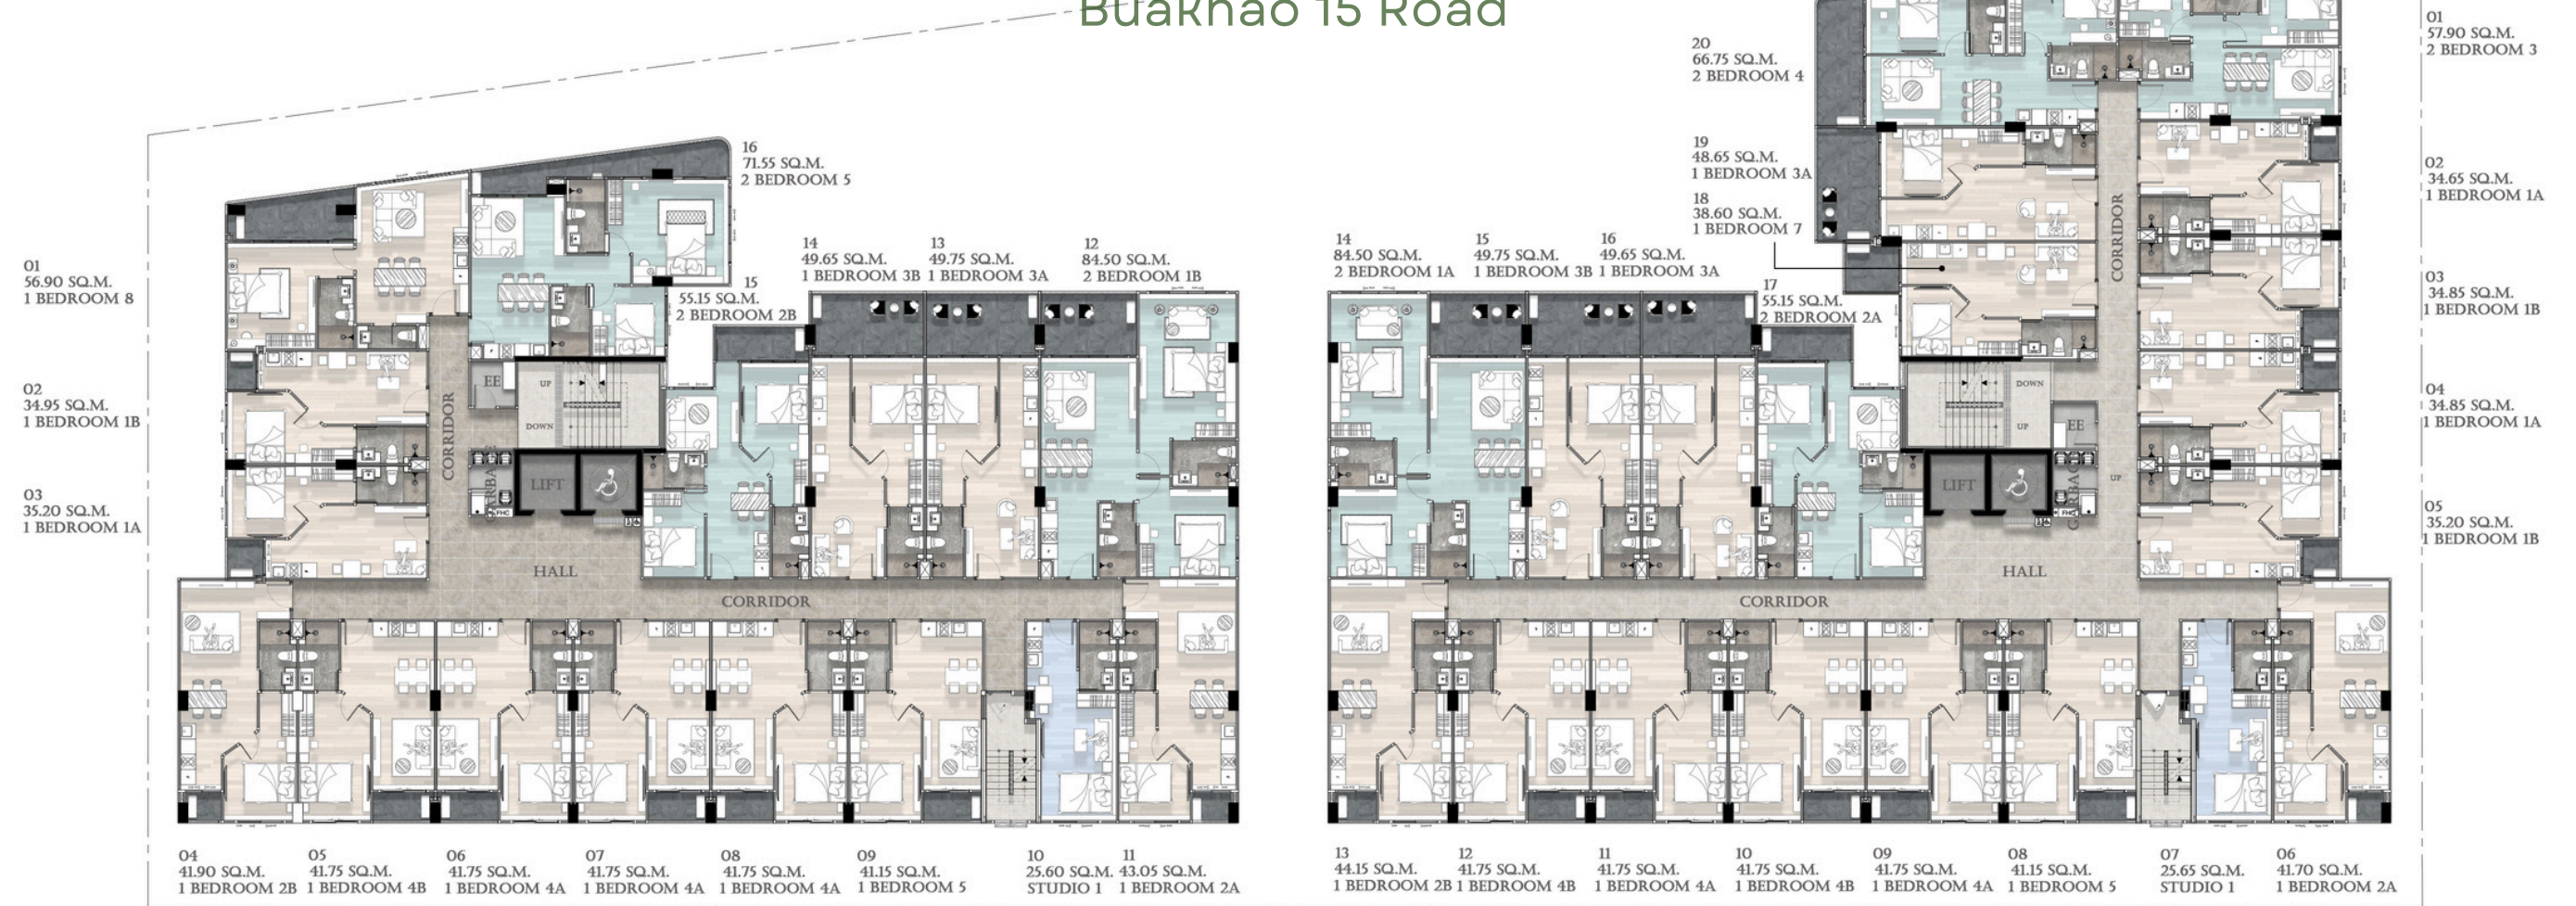 Buakhao 15 Road
01
57.90 SQ.M.
2 BEDROOM 3
20
66.75 SQ.M.
2 BEDROOM 4
19
48.65 SQ.M.
1 BEDROOM 3A
18
38.60 SQ.M.
1 BEDROOM 7
02
34.65 SQ.M.
1 BEDROOM 1A
03
34.85 SQ.M.
1 BEDROOM 1B
04
34.85 SQ.M.
1 BEDROOM 1A
05
35.20 SQ.M.
1 BEDROOM 1B
16
71.55 SQ.M.
2 BEDROOM 5
01
56.90 SQ.M.
1 BEDROOM 8
02
34.95 SQ.M.
1 BEDROOM 1B
03
35.20 SQ.M.
1 BEDROOM 1A
15
55.15 SQ.M.
2 BEDROOM 2B
14
49.65 SQ.M.
1 BEDROOM 3B
13
49.75 SQ.M.
1 BEDROOM 3A
12
84.50 SQ.M.
2 BEDROOM 1B
14
84.50 SQ.M.
2 BEDROOM 1A
15
49.75 SQ.M.
1 BEDROOM 3B
16
49.65 SQ.M.
1 BEDROOM 3A
17
55.15 SQ.M.
2 BEDROOM 2A
CORRIDOR
EE
UP
DOWN
LIFT
FHC
HALL
CORRIDOR
CORRIDOR
DOWN
UP
EE
LIFT
UP
HALL
CORRIDOR
04
41.90 SQ.M.
1 BEDROOM 2B
05
41.75 SQ.M.
1 BEDROOM 4B
06
41.75 SQ.M.
1 BEDROOM 4A
07
41.75 SQ.M.
1 BEDROOM 4A
08
41.75 SQ.M.
1 BEDROOM 4A
09
41.15 SQ.M.
1 BEDROOM 5
10
25.60 SQ.M.
STUDIO 1
11
43.05 SQ.M.
1 BEDROOM 2A
13
44.15 SQ.M.
1 BEDROOM 2B
12
41.75 SQ.M.
1 BEDROOM 4B
11
41.75 SQ.M.
1 BEDROOM 4A
10
41.75 SQ.M.
1 BEDROOM 4B
09
41.75 SQ.M.
1 BEDROOM 4A
08
41.15 SQ.M.
1 BEDROOM 5
07
25.65 SQ.M.
STUDIO 1
06
41.70 SQ.M.
1 BEDROOM 2A